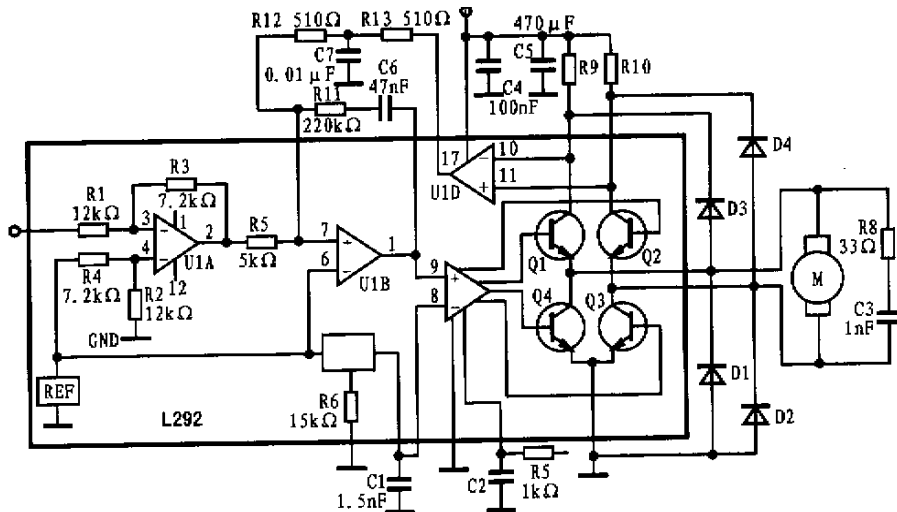 R12 510Ω R13 510Ω
470μF
C7
0.01μF
C6
47nF
R11
220kΩ
C5
C4
100nF
R9
R10
17
−
10
+
11
U1D
D4
D3
R3
7.2kΩ
R1
12kΩ
3
−
1
2
4
−
U1A
12
R4
7.2kΩ
R2
12kΩ
GND
R5
5kΩ
7
+
1
6
−
U1B
9
+
8
−
Q1
Q2
Q4
Q3
M
R8
33Ω
C3
1nF
D1
D2
REF
L292
R6
15kΩ
C1
1.5nF
C2
R5
1kΩ